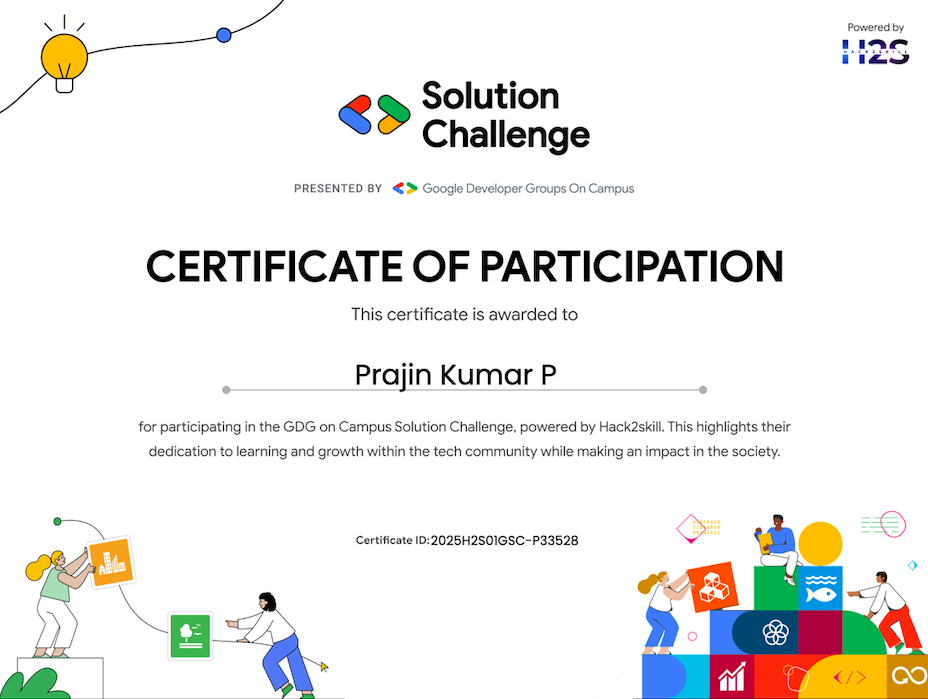 Powered by
H2S
HACK2SKILL
Solution
Challenge
PRESENTED BY Google Developer Groups On Campus
CERTIFICATE OF PARTICIPATION
This certificate is awarded to
Prajin Kumar P
for participating in the GDG on Campus Solution Challenge, powered by Hack2skill. This highlights their
dedication to learning and growth within the tech community while making an impact in the society.
Certificate ID:2025H2S01GSC-P33528